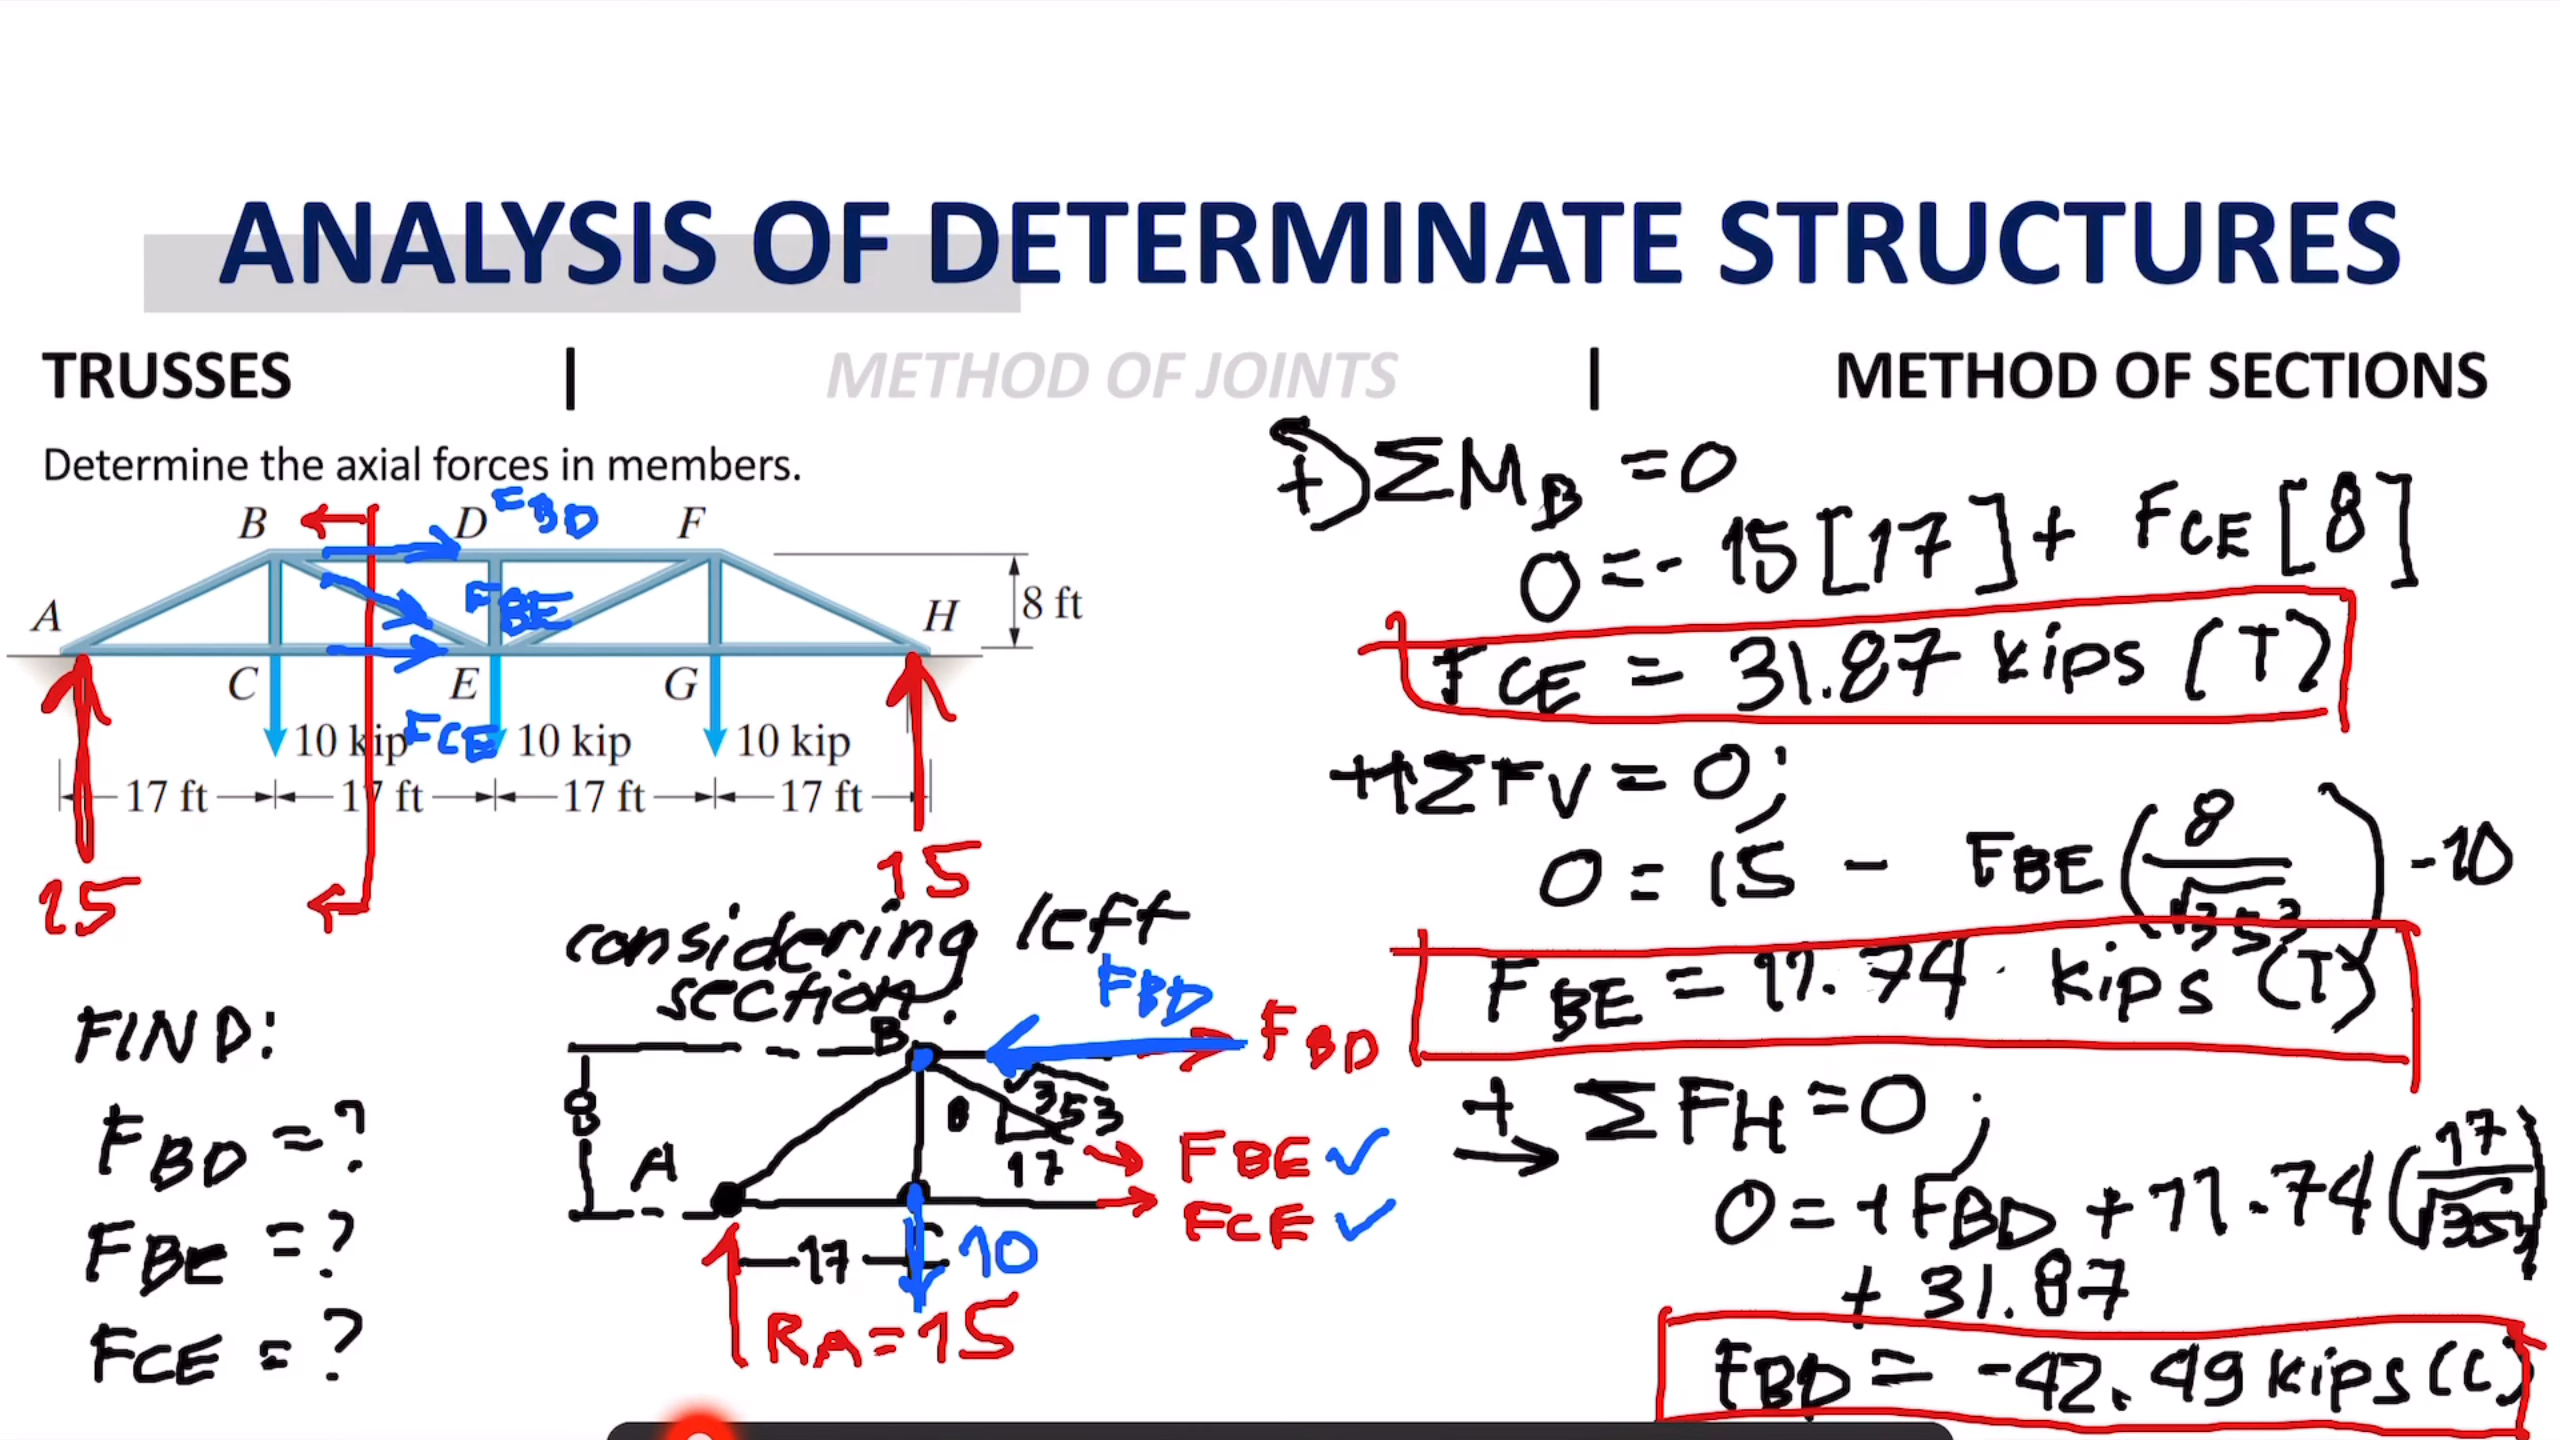 ANALYSIS OF DETERMINATE STRUCTURES
TRUSSES | METHOD OF JOINTS | METHOD OF SECTIONS
Determine the axial forces in members.
B D F
FBD
A H
FBE
8 ft
C E G
10 kip 10 kip 10 kip
FCE
17 ft 17 ft 17 ft 17 ft
15 15
FIND:
FBD = ?
FBE = ?
FCE = ?
considering left
section.
FBD
B FBD
8
√353
8
17
A
FBE ✓
FCE ✓
C
17 10
RA = 15
+) ΣMB = 0
0 = - 15 [17] + FCE [8]
FCE = 31.87 kips (T)
+↑ΣFV = 0;
0 = 15 - FBE (8/√353) - 10
FBE = 11.74 kips (T)
+→ ΣFH = 0;
0 = + FBD + 11.74 (17/√353)
+ 31.87
FBD = -42.49 kips (C)